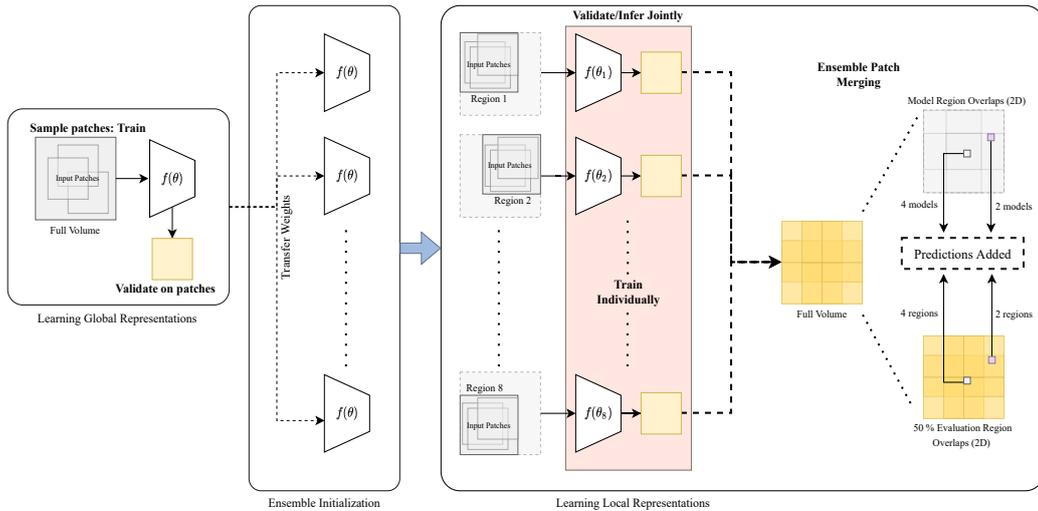 Sample patches: Train
Input Patches
f(θ)
Full Volume
Validate on patches
Learning Global Representations
f(θ)
f(θ)
Transfer Weights
f(θ)
Ensemble Initialization
Validate/Infer Jointly
Input Patches
Region 1
f(θ₁)
Input Patches
Region 2
f(θ₂)
Train
Individually
Region 8
Input Patches
f(θ₈)
Learning Local Representations
Full Volume
Ensemble Patch
Merging
Model Region Overlaps (2D)
4 models
2 models
Predictions Added
4 regions
2 regions
50 % Evaluation Region
Overlaps (2D)